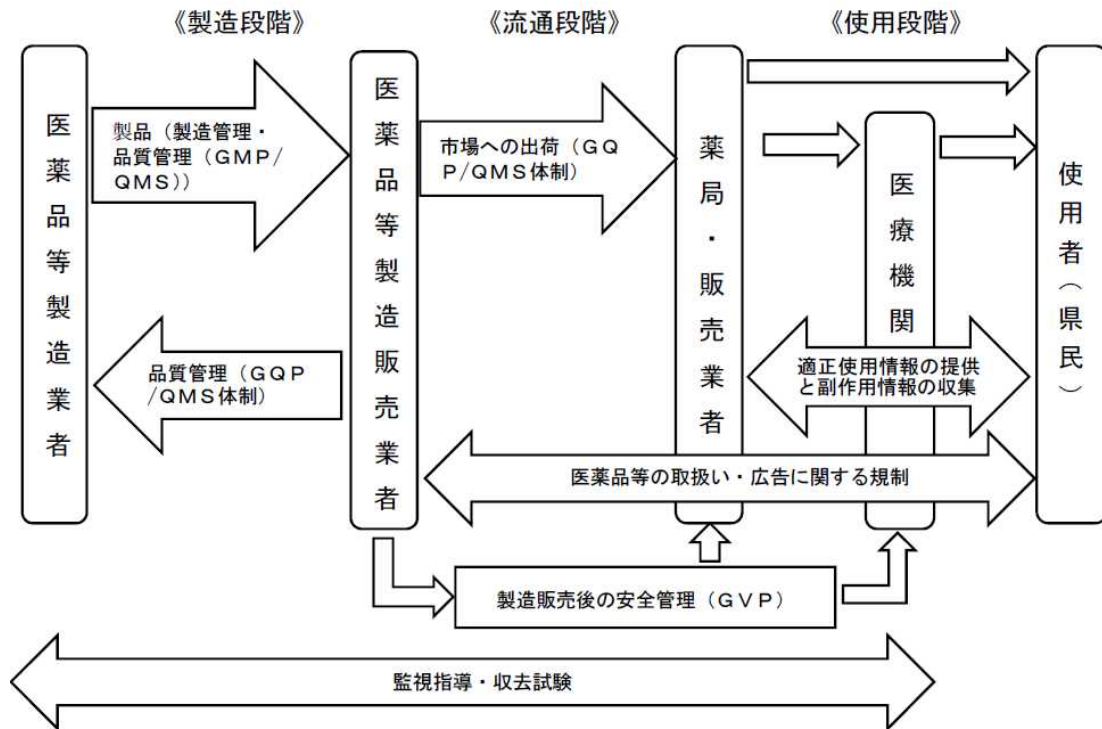 《製造段階》
《流通段階》
《使用段階》
医薬品等製造業者
製品（製造管理・
品質管理（GMP/
QMS））
医薬品等製造販売業者
市場への出荷（GQ
P/QMS体制）
薬局・販売業者
医療機関
使用者（県民）
品質管理（GQP
/QMS体制）
適正使用情報の提供
と副作用情報の収集
医薬品等の取扱い・広告に関する規制
製造販売後の安全管理（GVP）
監視指導・収去試験